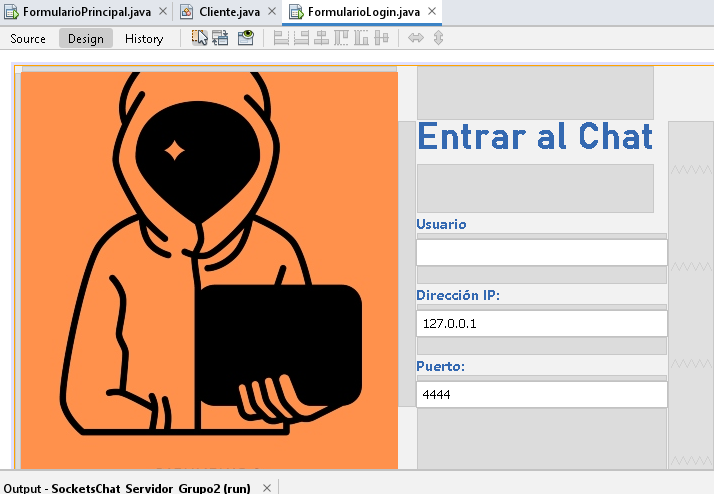 FormularioPrincipal.java Cliente.java FormularioLogin.java
Source Design History
Entrar al Chat
Usuario
Dirección IP:
127.0.0.1
Puerto:
4444
Output - SocketsChat_Servidor_Grupo2 (run)